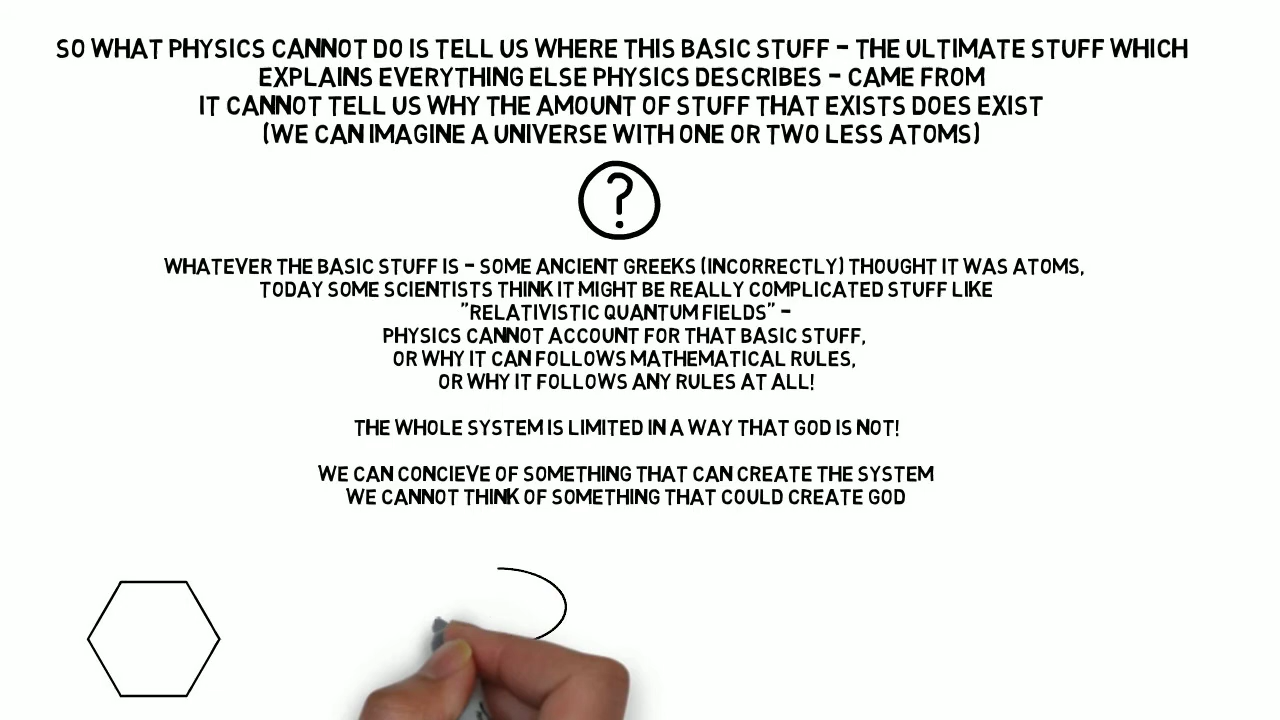 SO WHAT PHYSICS CANNOT DO IS TELL US WHERE THIS BASIC STUFF - THE ULTIMATE STUFF WHICH
EXPLAINS EVERYTHING ELSE PHYSICS DESCRIBES - CAME FROM
IT CANNOT TELL US WHY THE AMOUNT OF STUFF THAT EXISTS DOES EXIST
(WE CAN IMAGINE A UNIVERSE WITH ONE OR TWO LESS ATOMS)
?
WHATEVER THE BASIC STUFF IS - SOME ANCIENT GREEKS (INCORRECTLY) THOUGHT IT WAS ATOMS,
TODAY SOME SCIENTISTS THINK IT MIGHT BE REALLY COMPLICATED STUFF LIKE
"RELATIVISTIC QUANTUM FIELDS" -
PHYSICS CANNOT ACCOUNT FOR THAT BASIC STUFF,
OR WHY IT CAN FOLLOWS MATHEMATICAL RULES,
OR WHY IT FOLLOWS ANY RULES AT ALL!
THE WHOLE SYSTEM IS LIMITED IN A WAY THAT GOD IS NOT!
WE CAN CONCIEVE OF SOMETHING THAT CAN CREATE THE SYSTEM
WE CANNOT THINK OF SOMETHING THAT COULD CREATE GOD